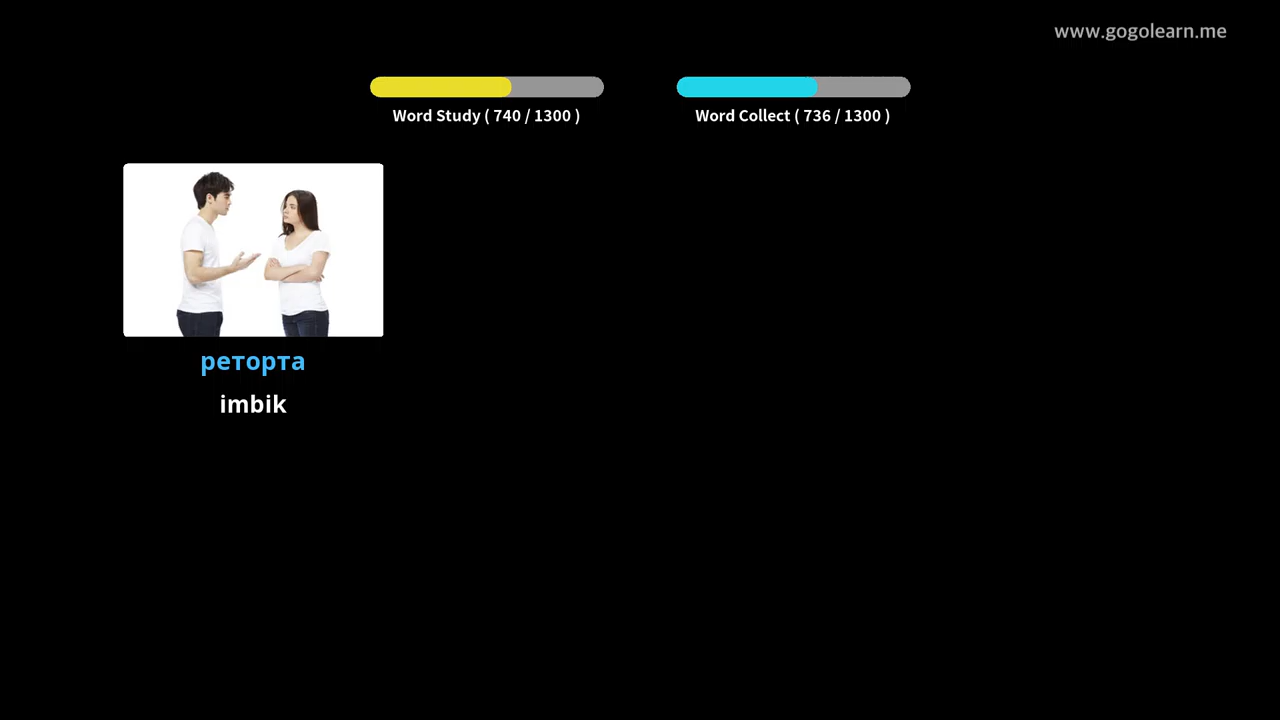 www.gogolearn.me
Word Study ( 740 / 1300 )
Word Collect ( 736 / 1300 )
реторта
imbik